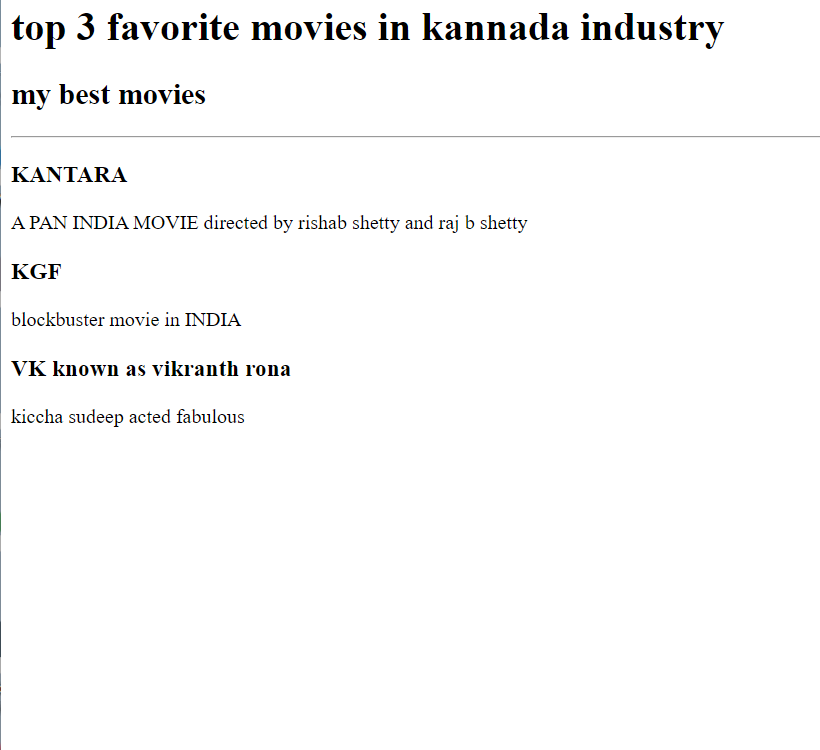 top 3 favorite movies in kannada industry
my best movies
KANTARA
A PAN INDIA MOVIE directed by rishab shetty and raj b shetty
KGF
blockbuster movie in INDIA
VK known as vikranth rona
kiccha sudeep acted fabulous